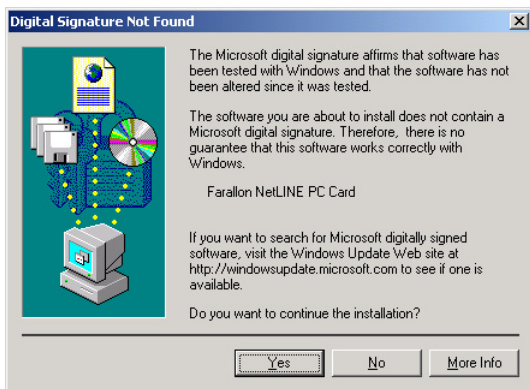 Digital Signature Not Found
The Microsoft digital signature affirms that software has
been tested with Windows and that the software has not
been altered since it was tested.
The software you are about to install does not contain a
Microsoft digital signature. Therefore, there is no
guarantee that this software works correctly with
Windows.
Farallon NetLINE PC Card
If you want to search for Microsoft digitally signed
software, visit the Windows Update Web site at
http://windowsupdate.microsoft.com to see if one is
available.
Do you want to continue the installation?
Yes No More Info